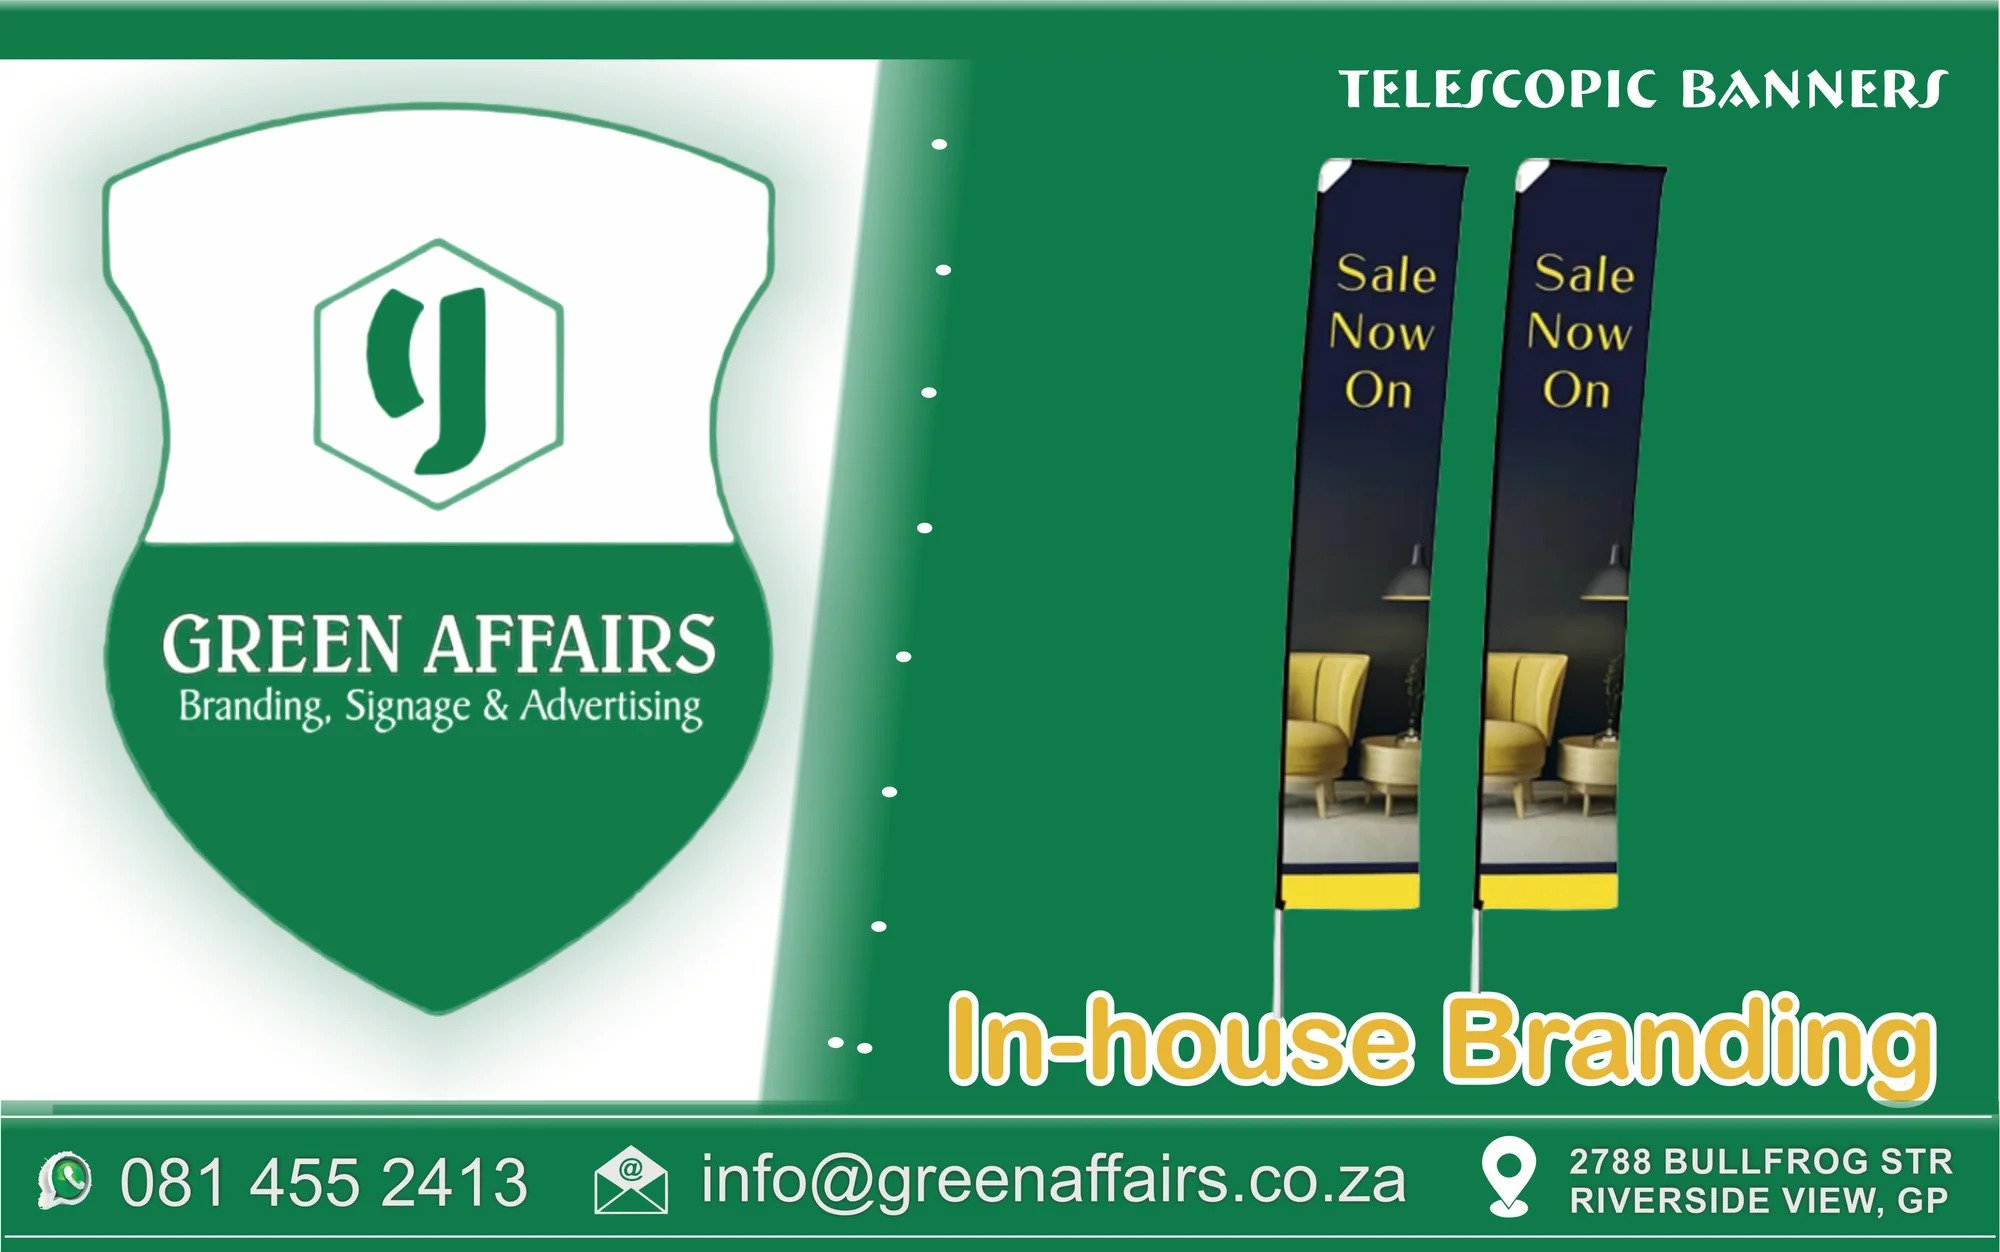 TELESCOPIC BANNERS
g
GREEN AFFAIRS
Branding, Signage & Advertising
Sale
Now
On
Sale
Now
On
In-house Branding
081 455 2413
@
info@greenaffairs.co.za
2788 BULLFROG STR
RIVERSIDE VIEW, GP